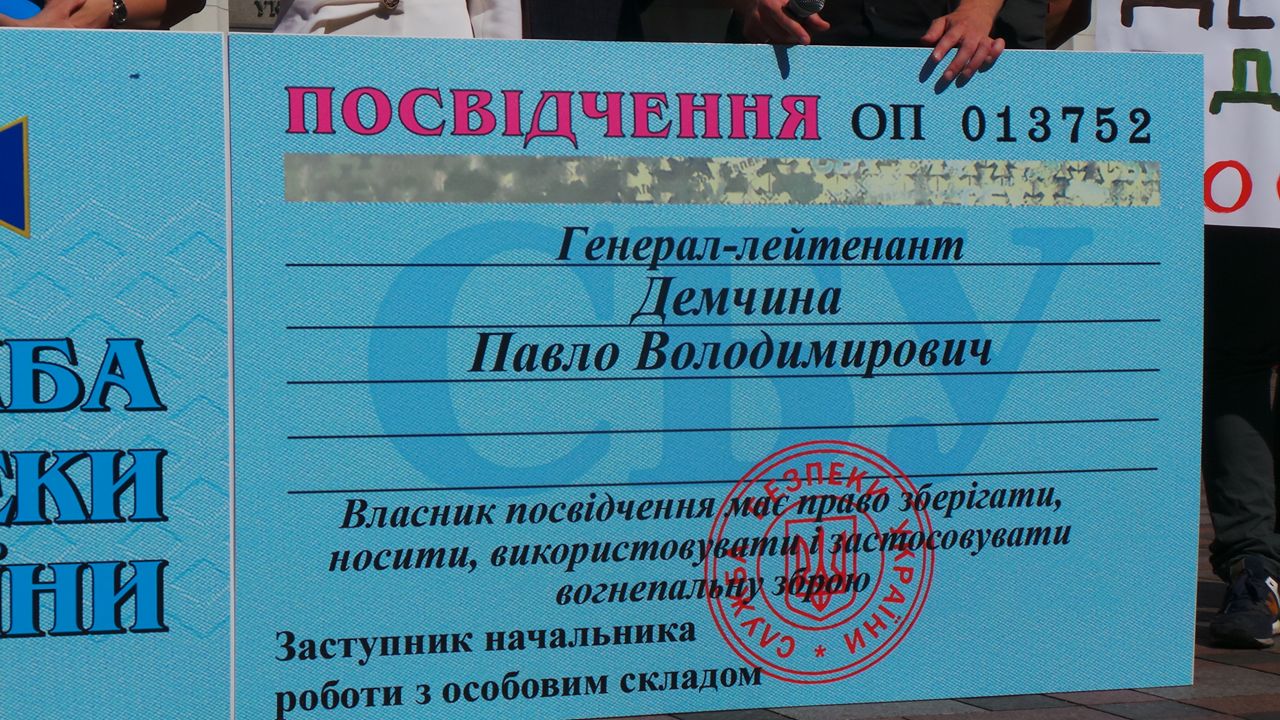 ПОСВІДЧЕННЯ ОП 013752
СБУ
Генерал-лейтенант
Демчина
Павло Володимирович
Власник посвідчення має право зберігати,
носити, використовувати і застосовувати
вогнепальну зброю
СЛУЖБА БЕЗПЕКИ УКРАЇНИ *
Заступник начальника
роботи з особовим складом